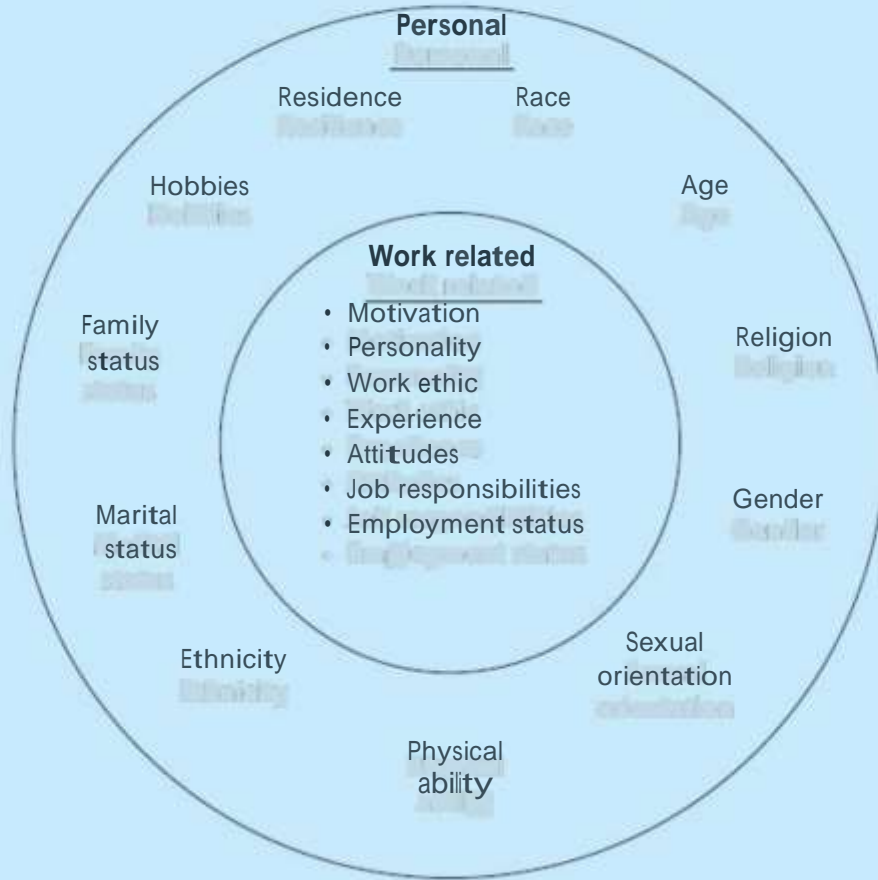 Personal
Residence
Race
Hobbies
Age
Work related
• Motivation
• Personality
• Work ethic
• Experience
• Attitudes
• Job responsibilities
• Employment status
Family
status
Religion
Marital
status
Gender
Ethnicity
Sexual
orientation
Physical
ability